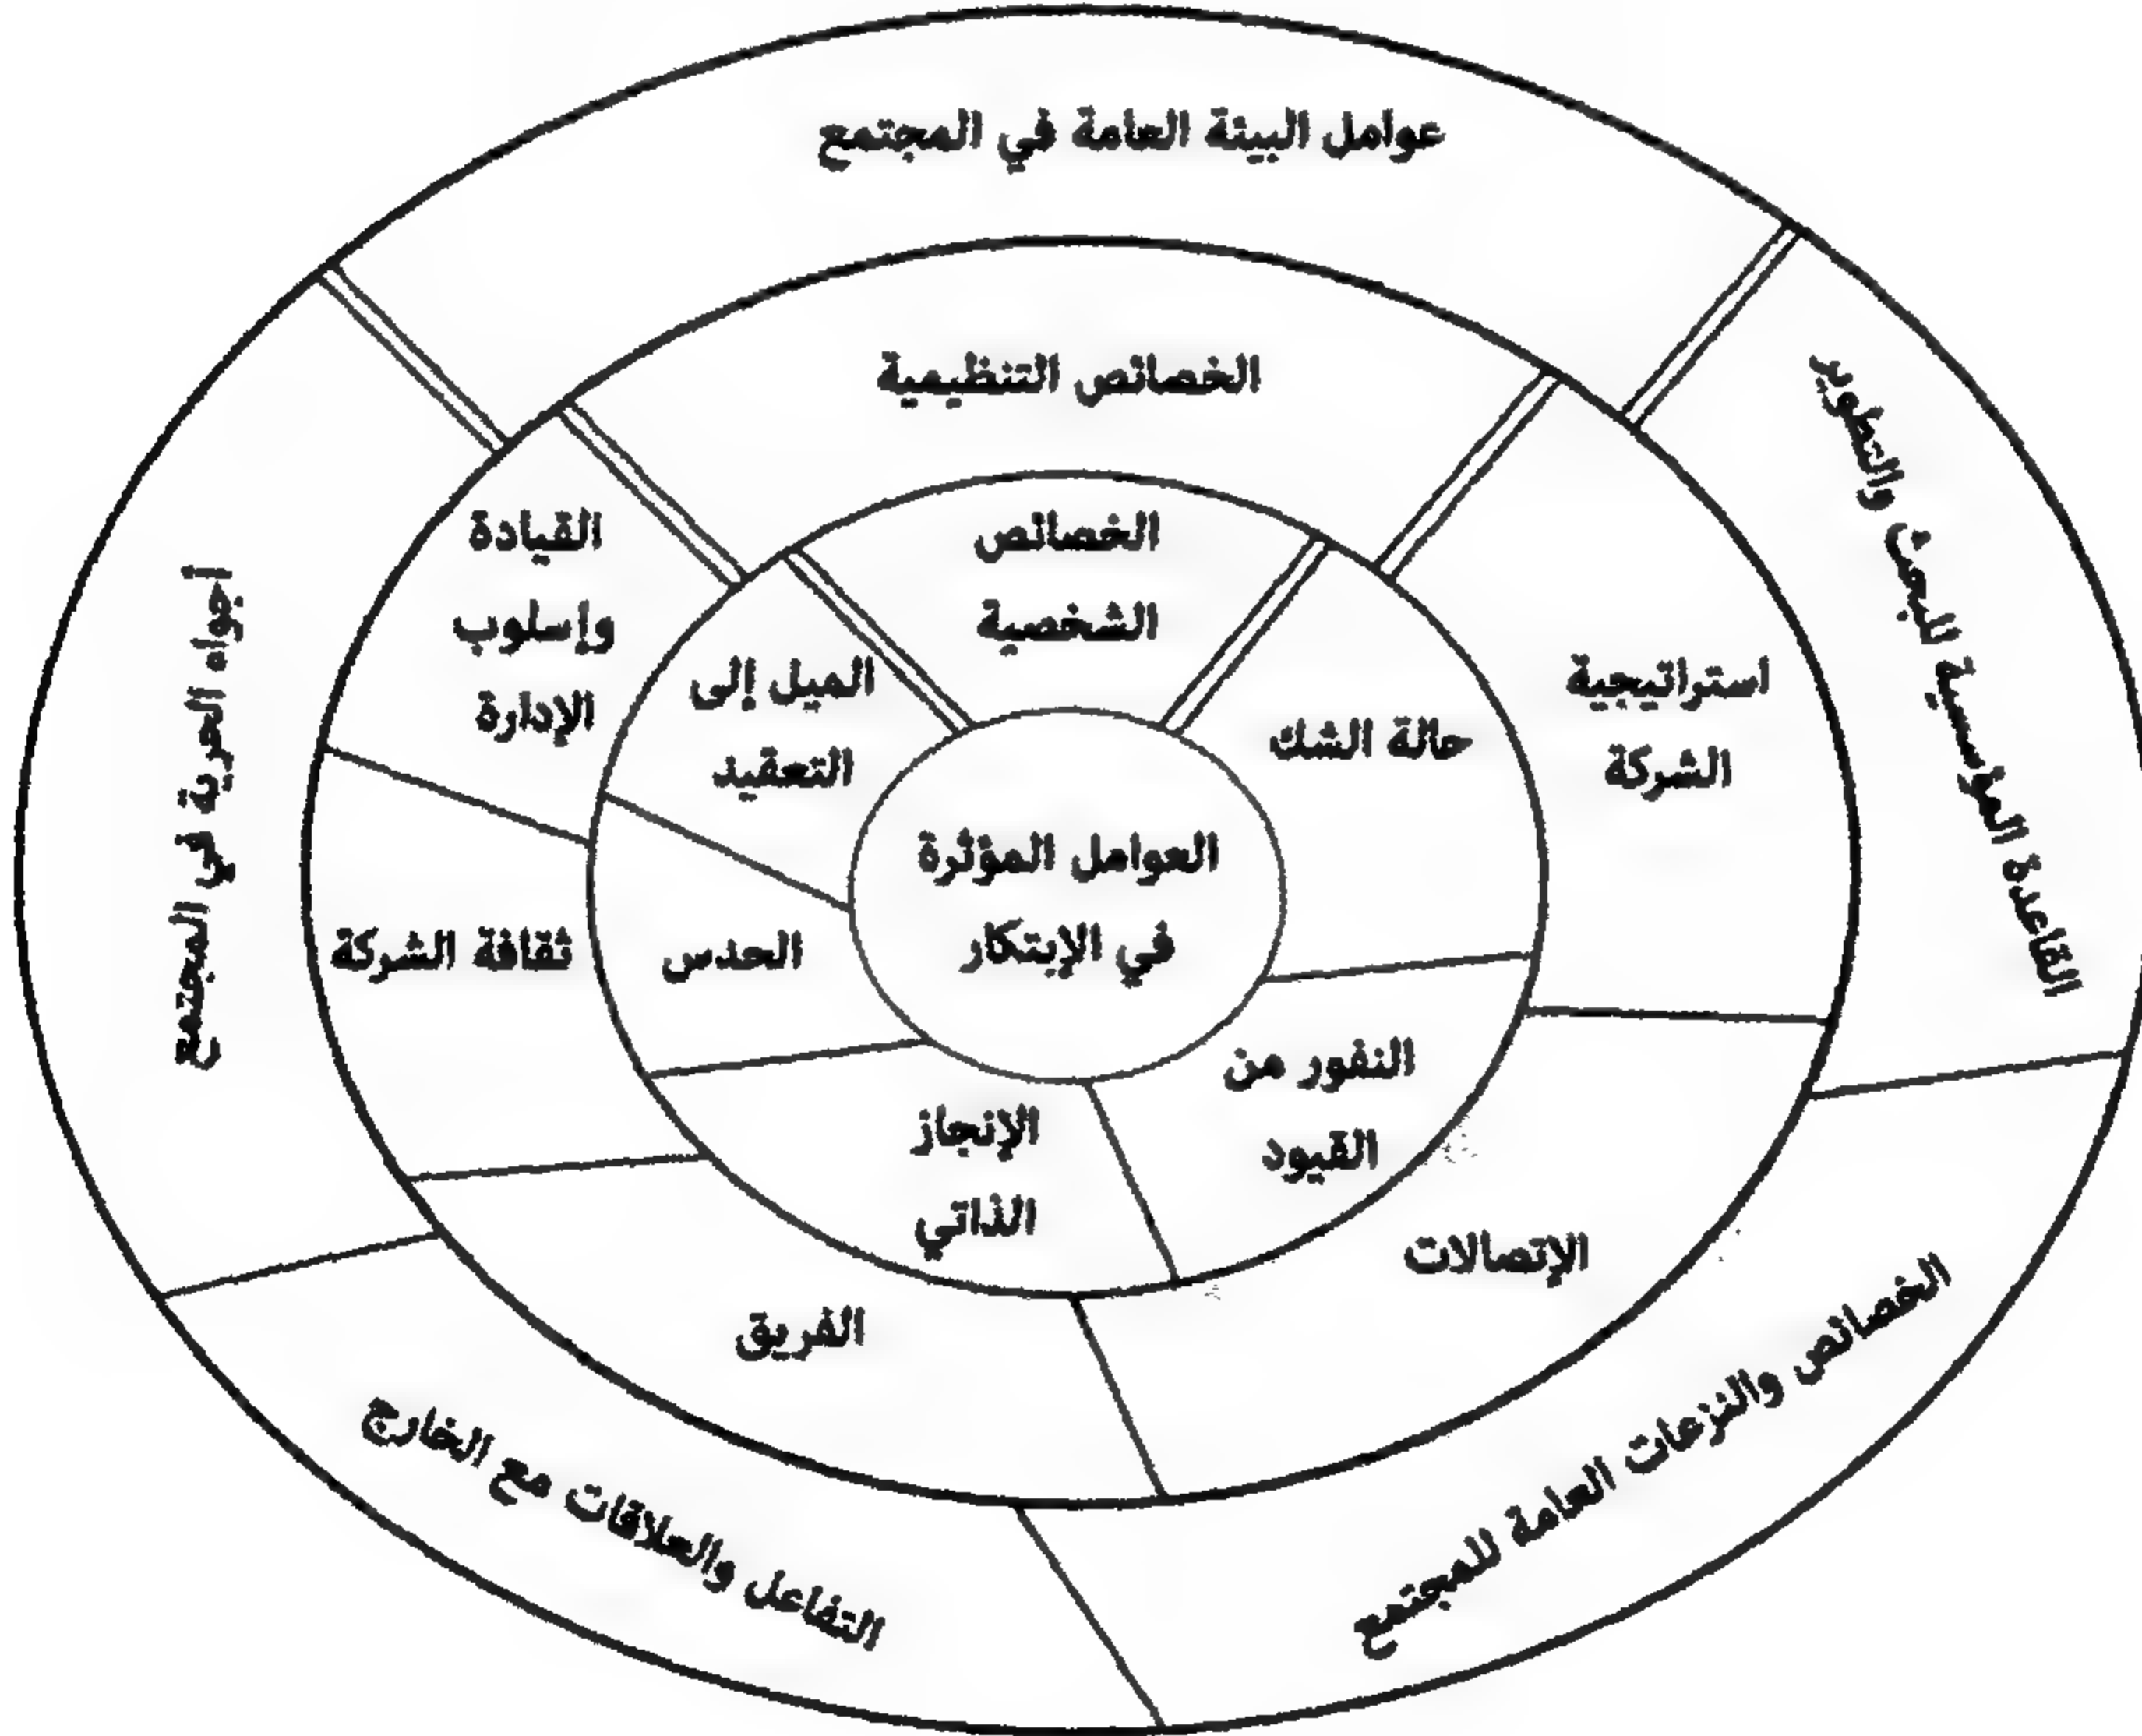 عوامل البيئة العامة في المجتمع
الخصائص التنظيمية
الخصائص
الشخصية
العوامل المؤثرة
في الإبتكار
الميل إلى
التعقيد
حالة الشك
الحدس
النفور من
القيود
الإنجاز
الذاتي
القيادة
وإسلوب
الإدارة
استراتيجية
الشركة
ثقافة الشركة
الإتصالات
الفريق
القاعدة المؤسسية للبحث والتطوير
أجواء الحرية في المجتمع
الخصائص والنزعات العامة للمجتمع
التفاعل والعلاقات مع الخارج